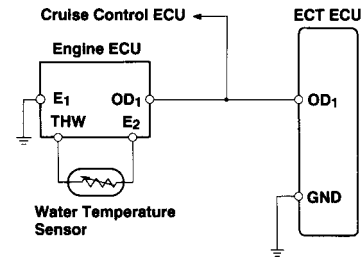 Cruise Control ECU
ECT ECU
Engine ECU
E1 OD1
OD1
THW E2
GND
Water Temperature
Sensor